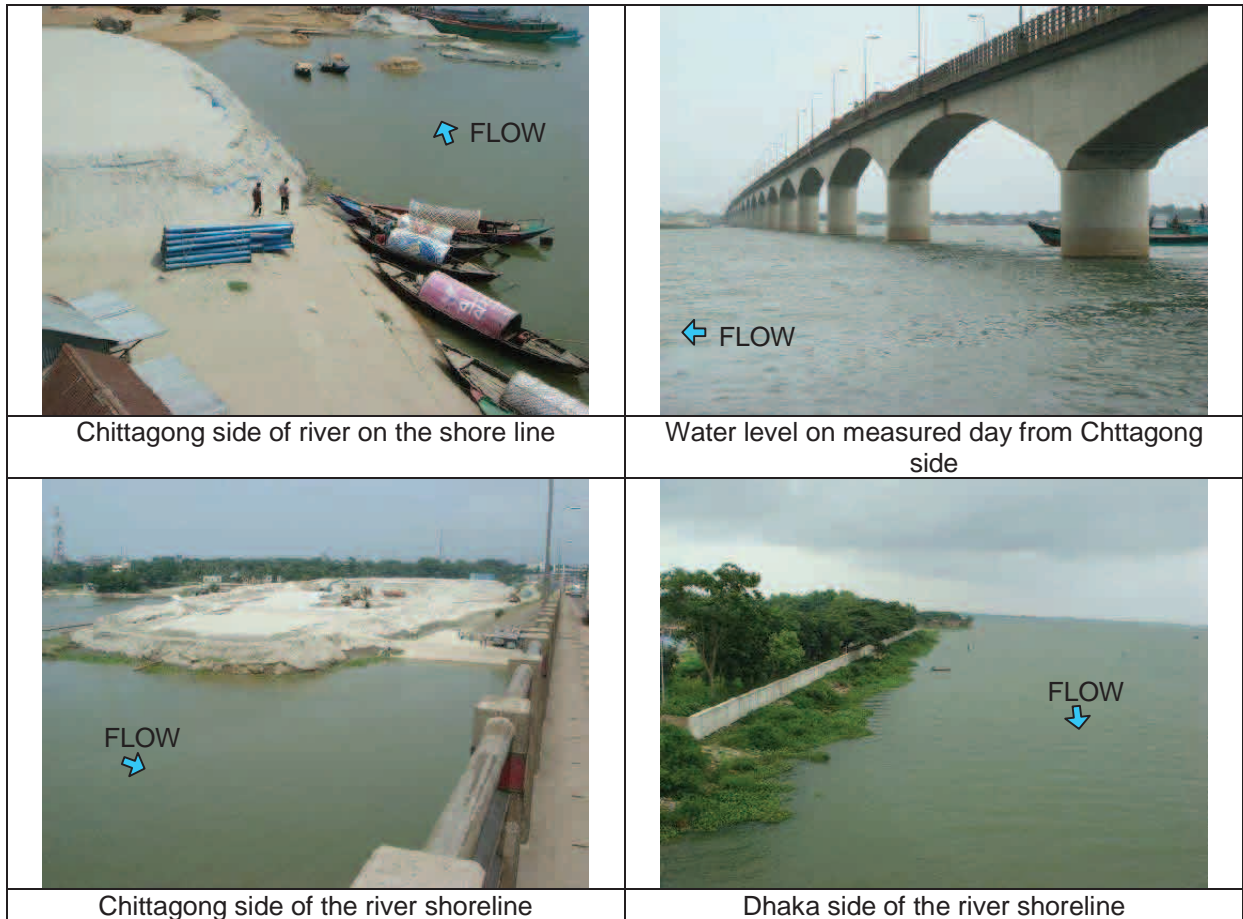 FLOW
FLOW
Chittagong side of river on the shore line
Water level on measured day from Chttagong
side
FLOW
FLOW
Chittagong side of the river shoreline
Dhaka side of the river shoreline